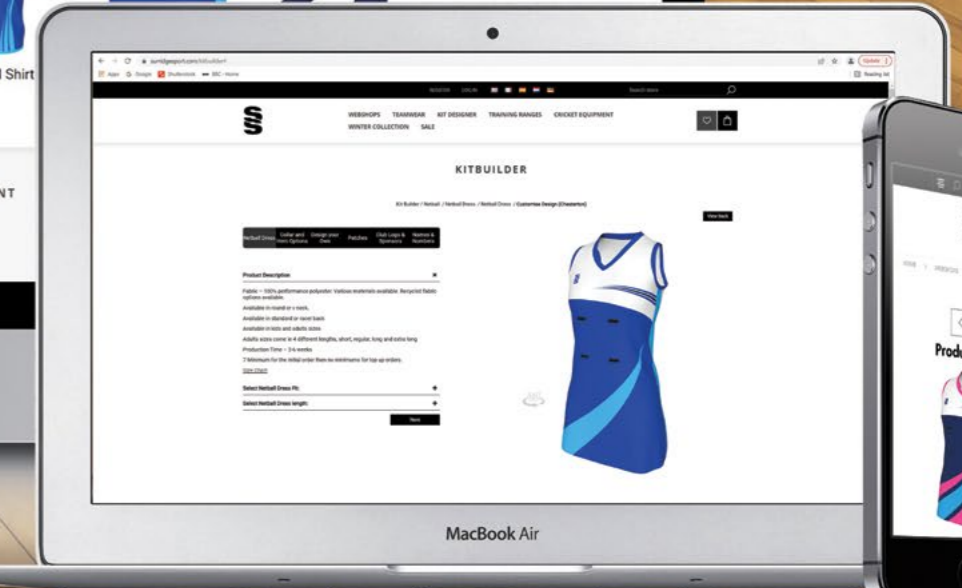 l Shirt
NT
surridgesport.com/kitbuilder#
Update
Apps Google Shutterstock BBC - Home
Reading list
REGISTER LOG IN
Search store
WEBSHOPS TEAMWEAR KIT DESIGNER TRAINING RANGES CRICKET EQUIPMENT
WINTER COLLECTION SALE
KITBUILDER
Kit Builder / Netball / Netball Dress / Netball Dress / Customise Design (Chesterton)
View back
Netball Dress Collar and Hem Options Design your Own Patches Club Logo & Sponsors Names & Numbers
Product Description
Fabric – 100% performance polyester. Various materials available. Recycled fabric
options available.
Available in round or v neck.
Available in standard or racer back
Available in kids and adults sizes
Adults sizes come in 4 different lengths, short, regular, long and extra long
Production Time – 3-6 weeks
7 Minimum for the initial order then no minimums for top up orders.
Size Chart
Select Netball Dress Fit:
Select Netball Dress length:
Next
MacBook Air
HOME
Produ